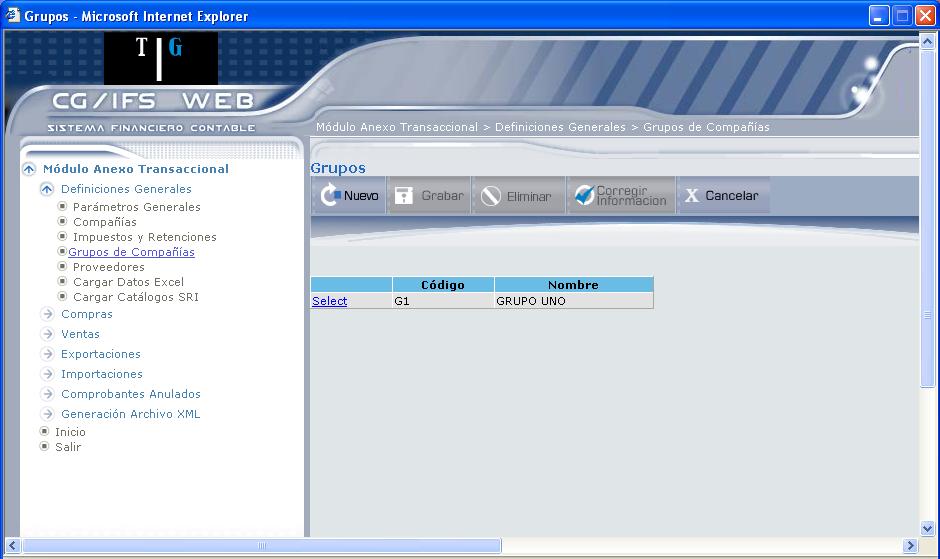 Grupos - Microsoft Internet Explorer
T G
CG/IFS WEB
SISTEMA FINANCIERO CONTABLE
Módulo Anexo Transaccional > Definiciones Generales > Grupos de Compañías
Módulo Anexo Transaccional
Definiciones Generales
Parámetros Generales
Compañías
Impuestos y Retenciones
Grupos de Compañías
Proveedores
Cargar Datos Excel
Cargar Catálogos SRI
Compras
Ventas
Exportaciones
Importaciones
Comprobantes Anulados
Generación Archivo XML
Inicio
Salir
Grupos
Nuevo Grabar Eliminar Corregir Informacion X Cancelar
Código Nombre
Select G1 GRUPO UNO